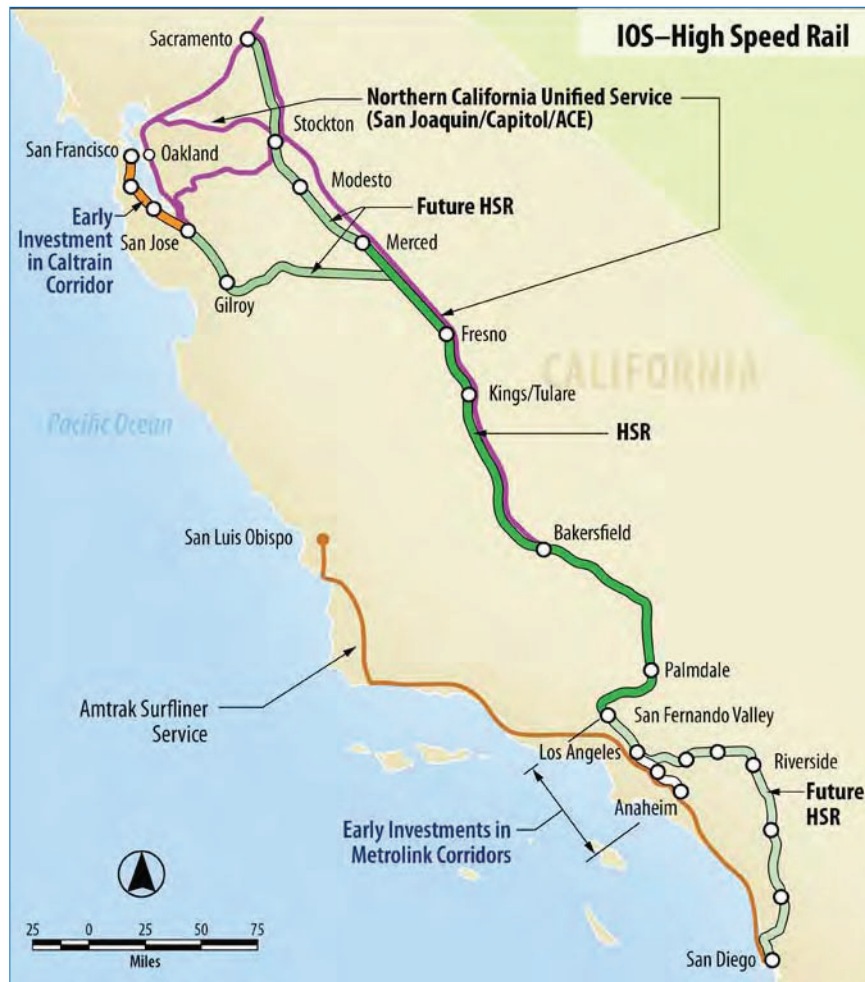 IOS–High Speed Rail
Sacramento
Northern California Unified Service
(San Joaquin/Capitol/ACE)
Stockton
San Francisco
Oakland
Modesto
Early
Investment
in Caltrain
Corridor
San Jose
Future HSR
Merced
Gilroy
Fresno
CALIFORNIA
Kings/Tulare
Pacific Ocean
HSR
San Luis Obispo
Bakersfield
Palmdale
Amtrak Surfliner
Service
San Fernando Valley
Los Angeles
Riverside
Future
HSR
Anaheim
Early Investments in
Metrolink Corridors
25 0 25 50 75
Miles
San Diego